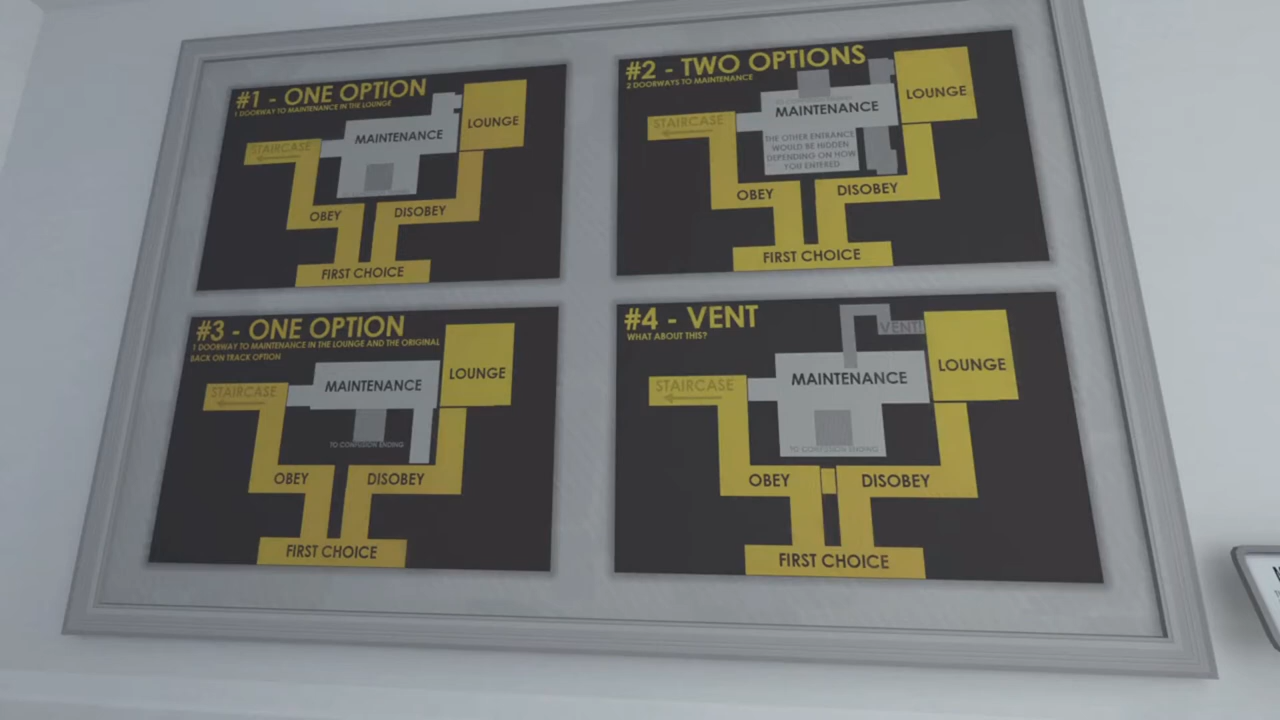 #1 - ONE OPTION
1 DOORWAY TO MAINTENANCE IN THE LOUNGE
MAINTENANCE
LOUNGE
STAIRCASE
OBEY
DISOBEY
FIRST CHOICE
#2 - TWO OPTIONS
2 DOORWAYS TO MAINTENANCE
LOUNGE
MAINTENANCE
STAIRCASE
THE OTHER ENTRANCE
WOULD BE HIDDEN
DEPENDING ON HOW
YOU ENTERED
OBEY
DISOBEY
FIRST CHOICE
#3 - ONE OPTION
1 DOORWAY TO MAINTENANCE IN THE LOUNGE AND THE ORIGINAL
BACK ON TRACK OPTION
LOUNGE
MAINTENANCE
STAIRCASE
TO CONFUSION ENDING
OBEY
DISOBEY
FIRST CHOICE
#4 - VENT
WHAT ABOUT THIS?
VENT!
LOUNGE
MAINTENANCE
STAIRCASE
TO CONFUSION ENDING
OBEY
DISOBEY
FIRST CHOICE